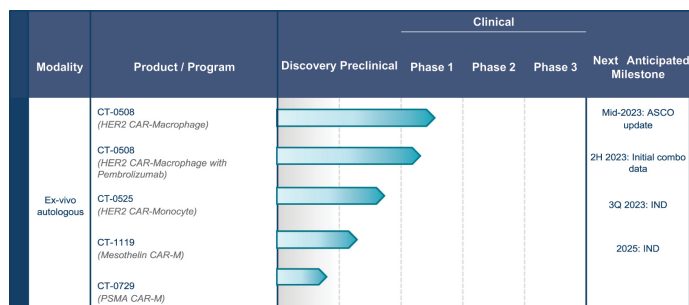 Clinical
Modality
Product / Program
Discovery Preclinical
Phase 1
Phase 2
Phase 3
Next Anticipated
Milestone
CT-0508
(HER2 CAR-Macrophage)
Mid-2023: ASCO
update
CT-0508
(HER2 CAR-Macrophage with
Pembrolizumab)
2H 2023: Initial combo
data
Ex-vivo
autologous
CT-0525
(HER2 CAR-Monocyte)
3Q 2023: IND
CT-1119
(Mesothelin CAR-M)
2025: IND
CT-0729
(PSMA CAR-M)